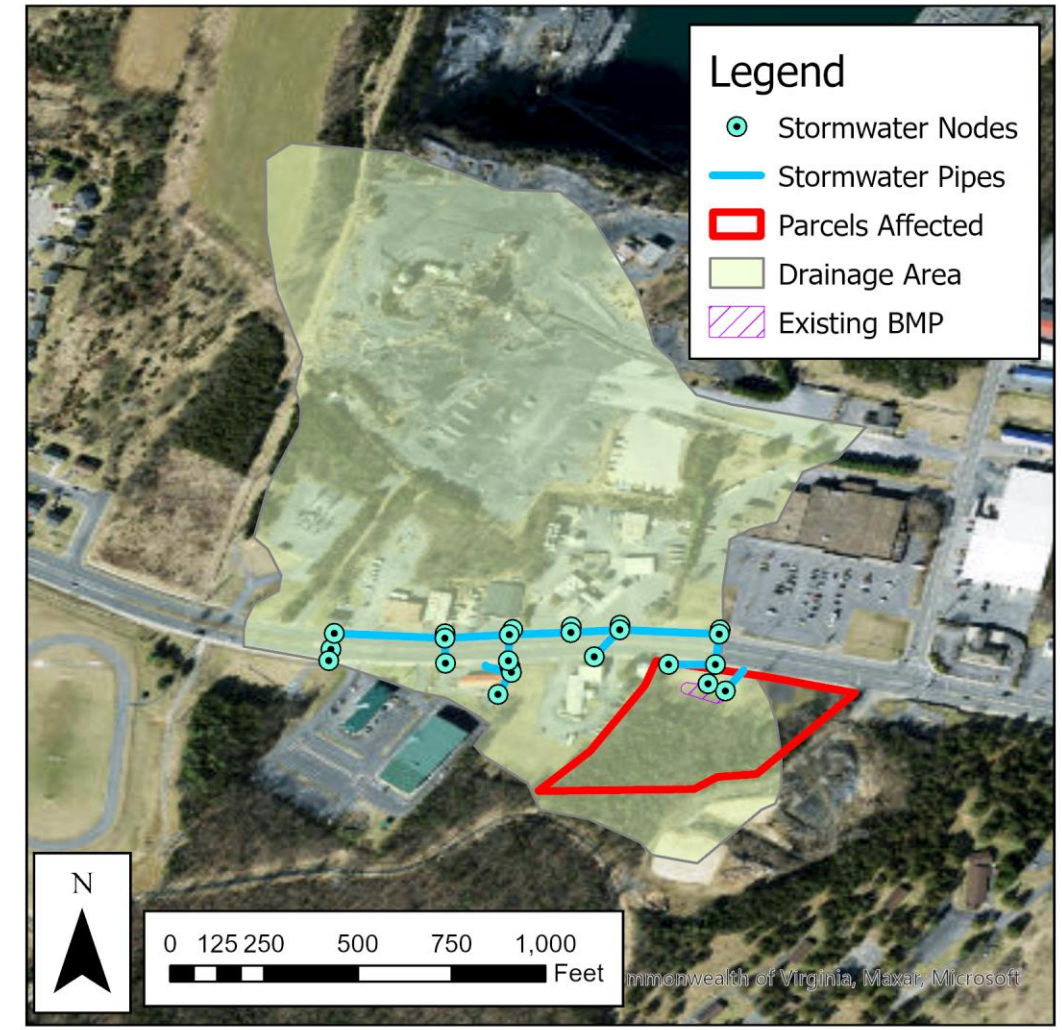 Legend
Stormwater Nodes
Stormwater Pipes
Parcels Affected
Drainage Area
Existing BMP
N
0 125 250 500 750 1,000
Feet
mmonwealth of Virginia, Maxar, Microsoft